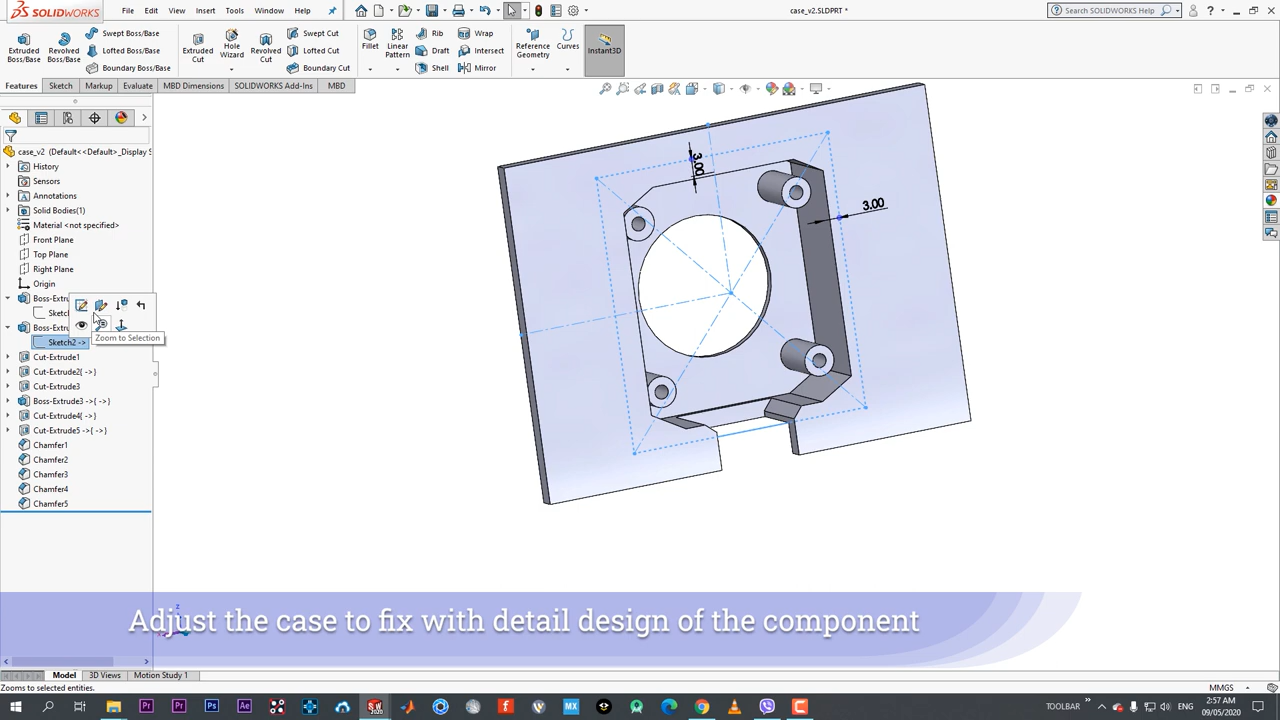 SOLIDWORKS
File
Edit
View
Insert
Tools
Window
Help
case_v2.SLDPRT *
Search SOLIDWORKS Help
Extruded
Boss/Base
Revolved
Boss/Base
Swept Boss/Base
Lofted Boss/Base
Boundary Boss/Base
Extruded
Cut
Hole
Wizard
Revolved
Cut
Swept Cut
Lofted Cut
Boundary Cut
Fillet
Linear
Pattern
Rib
Draft
Shell
Wrap
Intersect
Mirror
Reference
Geometry
Curves
Instant3D
Features
Sketch
Markup
Evaluate
MBD Dimensions
SOLIDWORKS Add-Ins
MBD
case_v2 (Default<<Default>_Display S
History
Sensors
Annotations
Solid Bodies(1)
Material <not specified>
Front Plane
Top Plane
Right Plane
Origin
Boss-Extru
Sketch
Boss-Extru
Sketch2 ->
Zoom to Selection
Cut-Extrude1
Cut-Extrude2{ ->}
Cut-Extrude3
Boss-Extrude3 ->{ ->}
Cut-Extrude4{ ->}
Cut-Extrude5 ->{ ->}
Chamfer1
Chamfer2
Chamfer3
Chamfer4
Chamfer5
3.00
3.00
Adjust the case to fix with detail design of the component
Model
3D Views
Motion Study 1
Zooms to selected entities.
MMGS
TOOLBAR
ENG
2:57 AM
09/05/2020